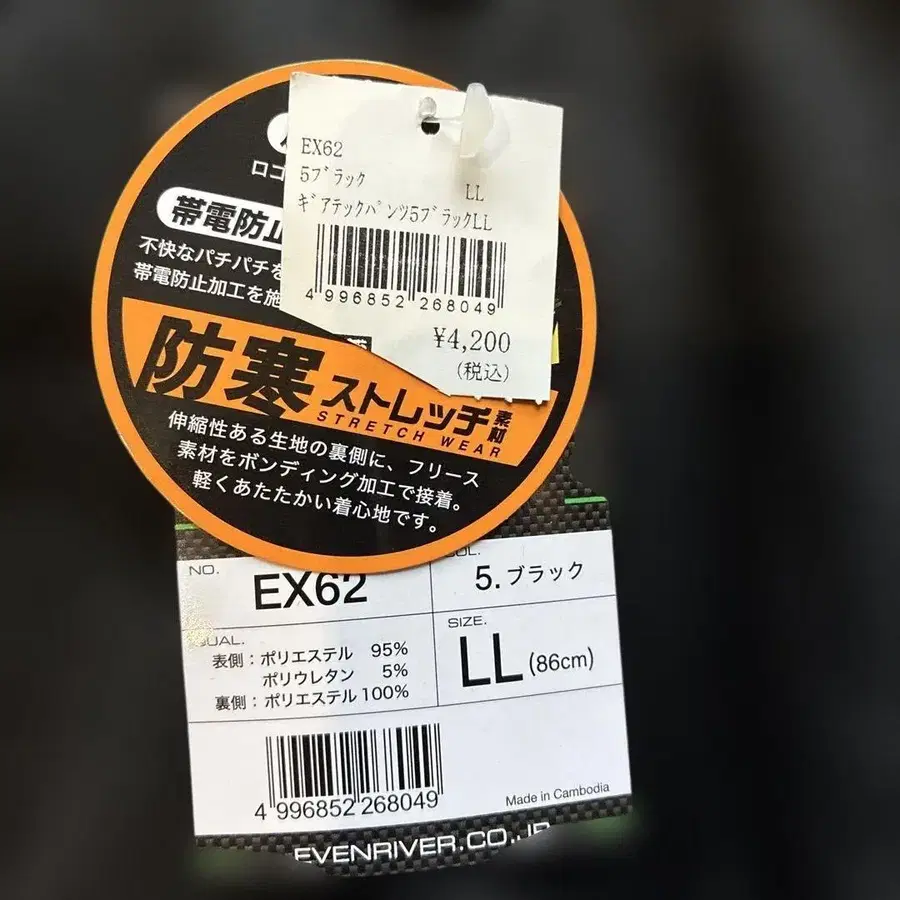 EX62
5ブラック LL
ギアテックパンツ5ブラックLL
4 996852 268049
¥4,200
(税込)
ロゴ
帯電防止
不快なパチパチを
帯電防止加工を施
防寒ストレッチ素材
STRETCH WEAR
伸縮性ある生地の裏側に、フリース
素材をボンディング加工で接着。
軽くあたたかい着心地です。
NO.
EX62
5.ブラック
QUAL.
表側:ポリエステル 95%
ポリウレタン 5%
裏側:ポリエステル 100%
SIZE.
LL(86cm)
4 996852 268049
Made in Cambodia
EVENRIVER.CO.JP